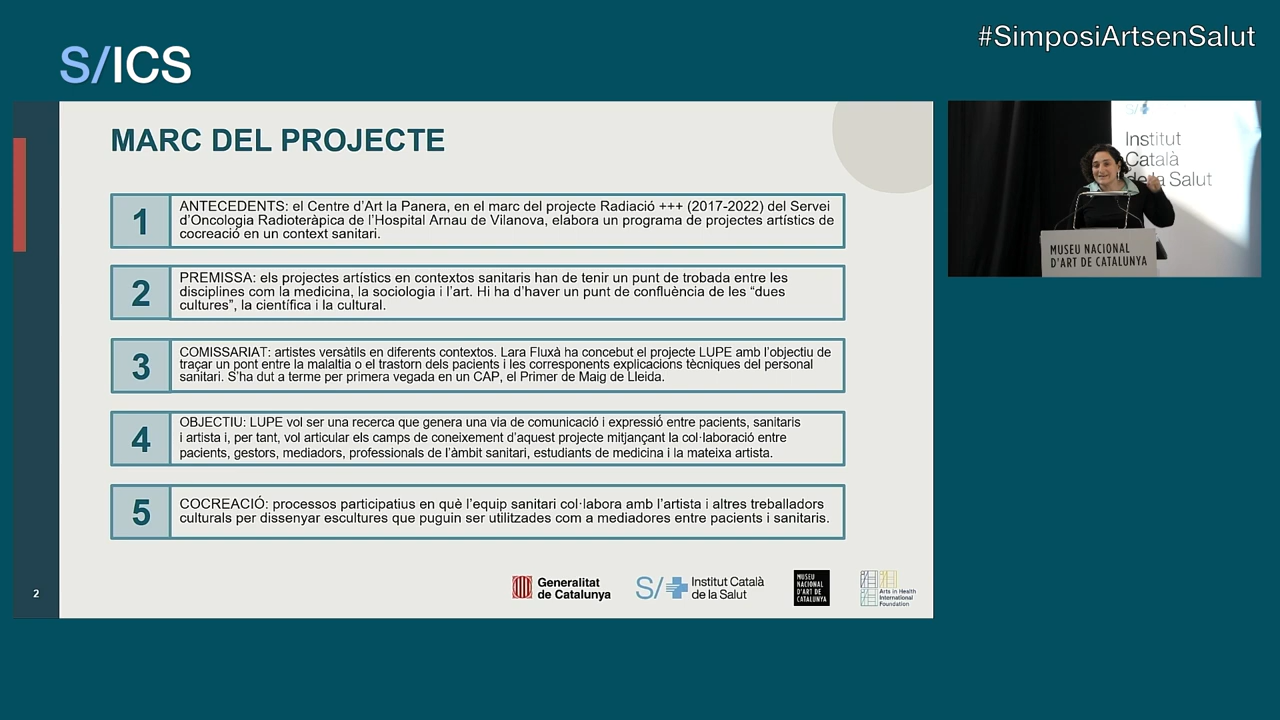 #SimposiArtsenSalut
S/ICS
MARC DEL PROJECTE
1
ANTECEDENTS: el Centre d’Art la Panera, en el marc del projecte Radiació +++ (2017-2022) del Servei
d’Oncologia Radioteràpica de l’Hospital Arnau de Vilanova, elabora un programa de projectes artístics de
cocreació en un context sanitari.
2
PREMISSA: els projectes artístics en contextos sanitaris han de tenir un punt de trobada entre les
disciplines com la medicina, la sociologia i l’art. Hi ha d’haver un punt de confluència de les “dues
cultures”, la científica i la cultural.
3
COMISSARIAT: artistes versàtils en diferents contextos. Lara Fluxà ha concebut el projecte LUPE amb l’objectiu de
traçar un pont entre la malaltia o el trastorn dels pacients i les corresponents explicacions tècniques del personal
sanitari. S’ha dut a terme per primera vegada en un CAP, el Primer de Maig de Lleida.
4
OBJECTIU: LUPE vol ser una recerca que genera una via de comunicació i expressió entre pacients, sanitaris
i artista i, per tant, vol articular els camps de coneixement d’aquest projecte mitjançant la col·laboració entre
pacients, gestors, mediadors, professionals de l’àmbit sanitari, estudiants de medicina i la mateixa artista.
5
COCREACIÓ: processos participatius en què l’equip sanitari col·labora amb l’artista i altres treballadors
culturals per dissenyar escultures que puguin ser utilitzades com a mediadores entre pacients i sanitaris.
2
Generalitat
de Catalunya
S/
Institut Català
de la Salut
MUSEU
NACIONAL
D'ART DE
CATALUNYA
Arts in Health
International
Foundation
S/
Institut
Català
de la Salut
MUSEU NACIONAL
D'ART DE CATALUNYA